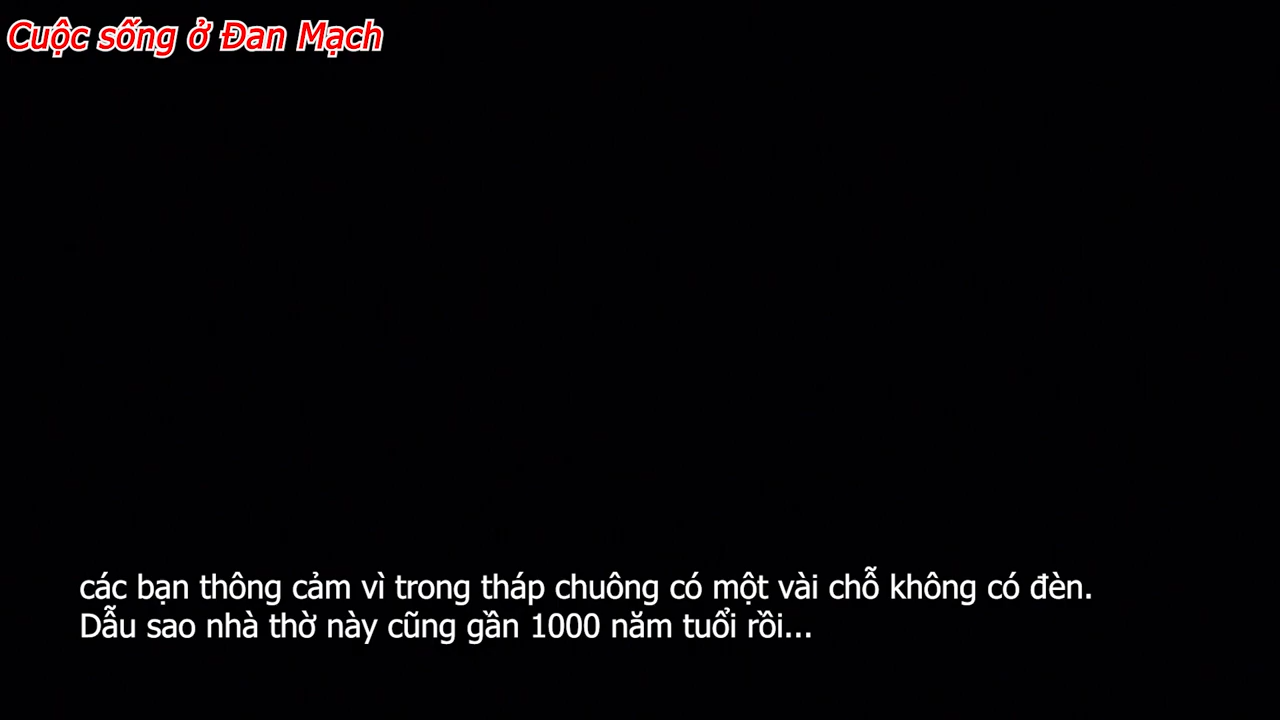 Cuộc sống ở Đan Mạch
các bạn thông cảm vì trong tháp chuông có một vài chỗ không có đèn.
Dẫu sao nhà thờ này cũng gần 1000 năm tuổi rồi...